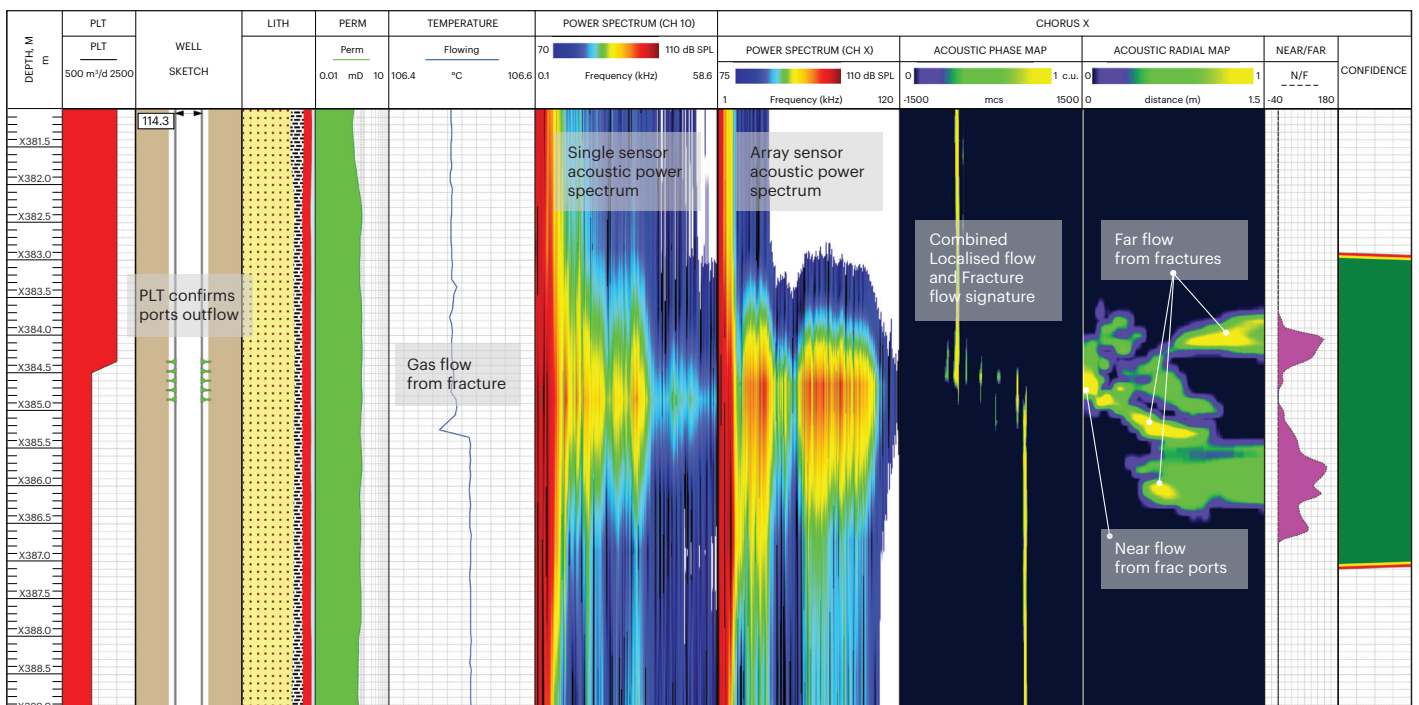 DEPTH, M
m
PLT
PLT
500 m³/d 2500
WELL
SKETCH
LITH
PERM
Perm
0.01 mD 10
TEMPERATURE
Flowing
106.4 °C 106.6
POWER SPECTRUM (CH 10)
70 110 dB SPL
0.1 Frequency (kHz) 58.6
CHORUS X
POWER SPECTRUM (CH X)
75 110 dB SPL
1 Frequency (kHz) 120
ACOUSTIC PHASE MAP
0 1 c.u.
-1500 mcs 1500
ACOUSTIC RADIAL MAP
0 1
0 distance (m) 1.5
NEAR/FAR
N/F
-40 180
CONFIDENCE
114.3
X381.5
X382.0
X382.5
X383.0
X383.5
X384.0
X384.5
X385.0
X385.5
X386.0
X386.5
X387.0
X387.5
X388.0
X388.5
PLT confirms
ports outflow
Gas flow
from fracture
Single sensor
acoustic power
spectrum
Array sensor
acoustic power
spectrum
Combined
Localised flow
and Fracture
flow signature
Far flow
from fractures
Near flow
from frac ports